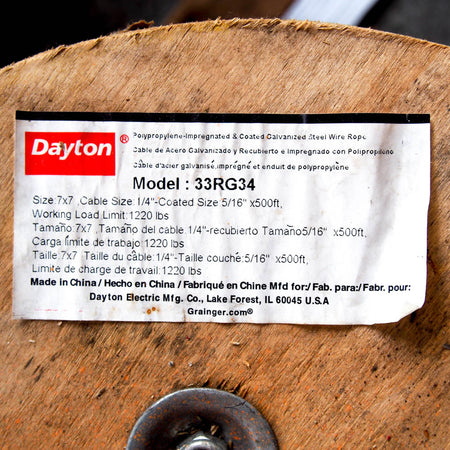 Dayton®
Polypropylene-Impregnated & Coated Galvanized Steel Wire Rope
Cable de Acero Galvanizado y Recubierto e Impregnado con Polipropileno
Câble d'acier galvanisé,imprégné et enduit de polypropylène
Model : 33RG34
Size:7x7 ,Cable Size:1/4"-Coated Size:5/16" x500ft,
Working Load Limit:1220 lbs
Tamaño:7x7 ,Tamaño del cable:1/4"-recubierto Tamaño5/16" x500ft,
Carga límite de trabajo:1220 lbs
Taille:7x7 Taille du cable:1/4"-Taille couché:5/16" x500ft,
Limite de charge de travail:1220 lbs
Made in China / Hecho en China / Fabriqué en Chine Mfd for:/Fab. para:/Fabr. pour:
Dayton Electric Mfg. Co., Lake Forest, IL 60045 U.S.A
Grainger.com®